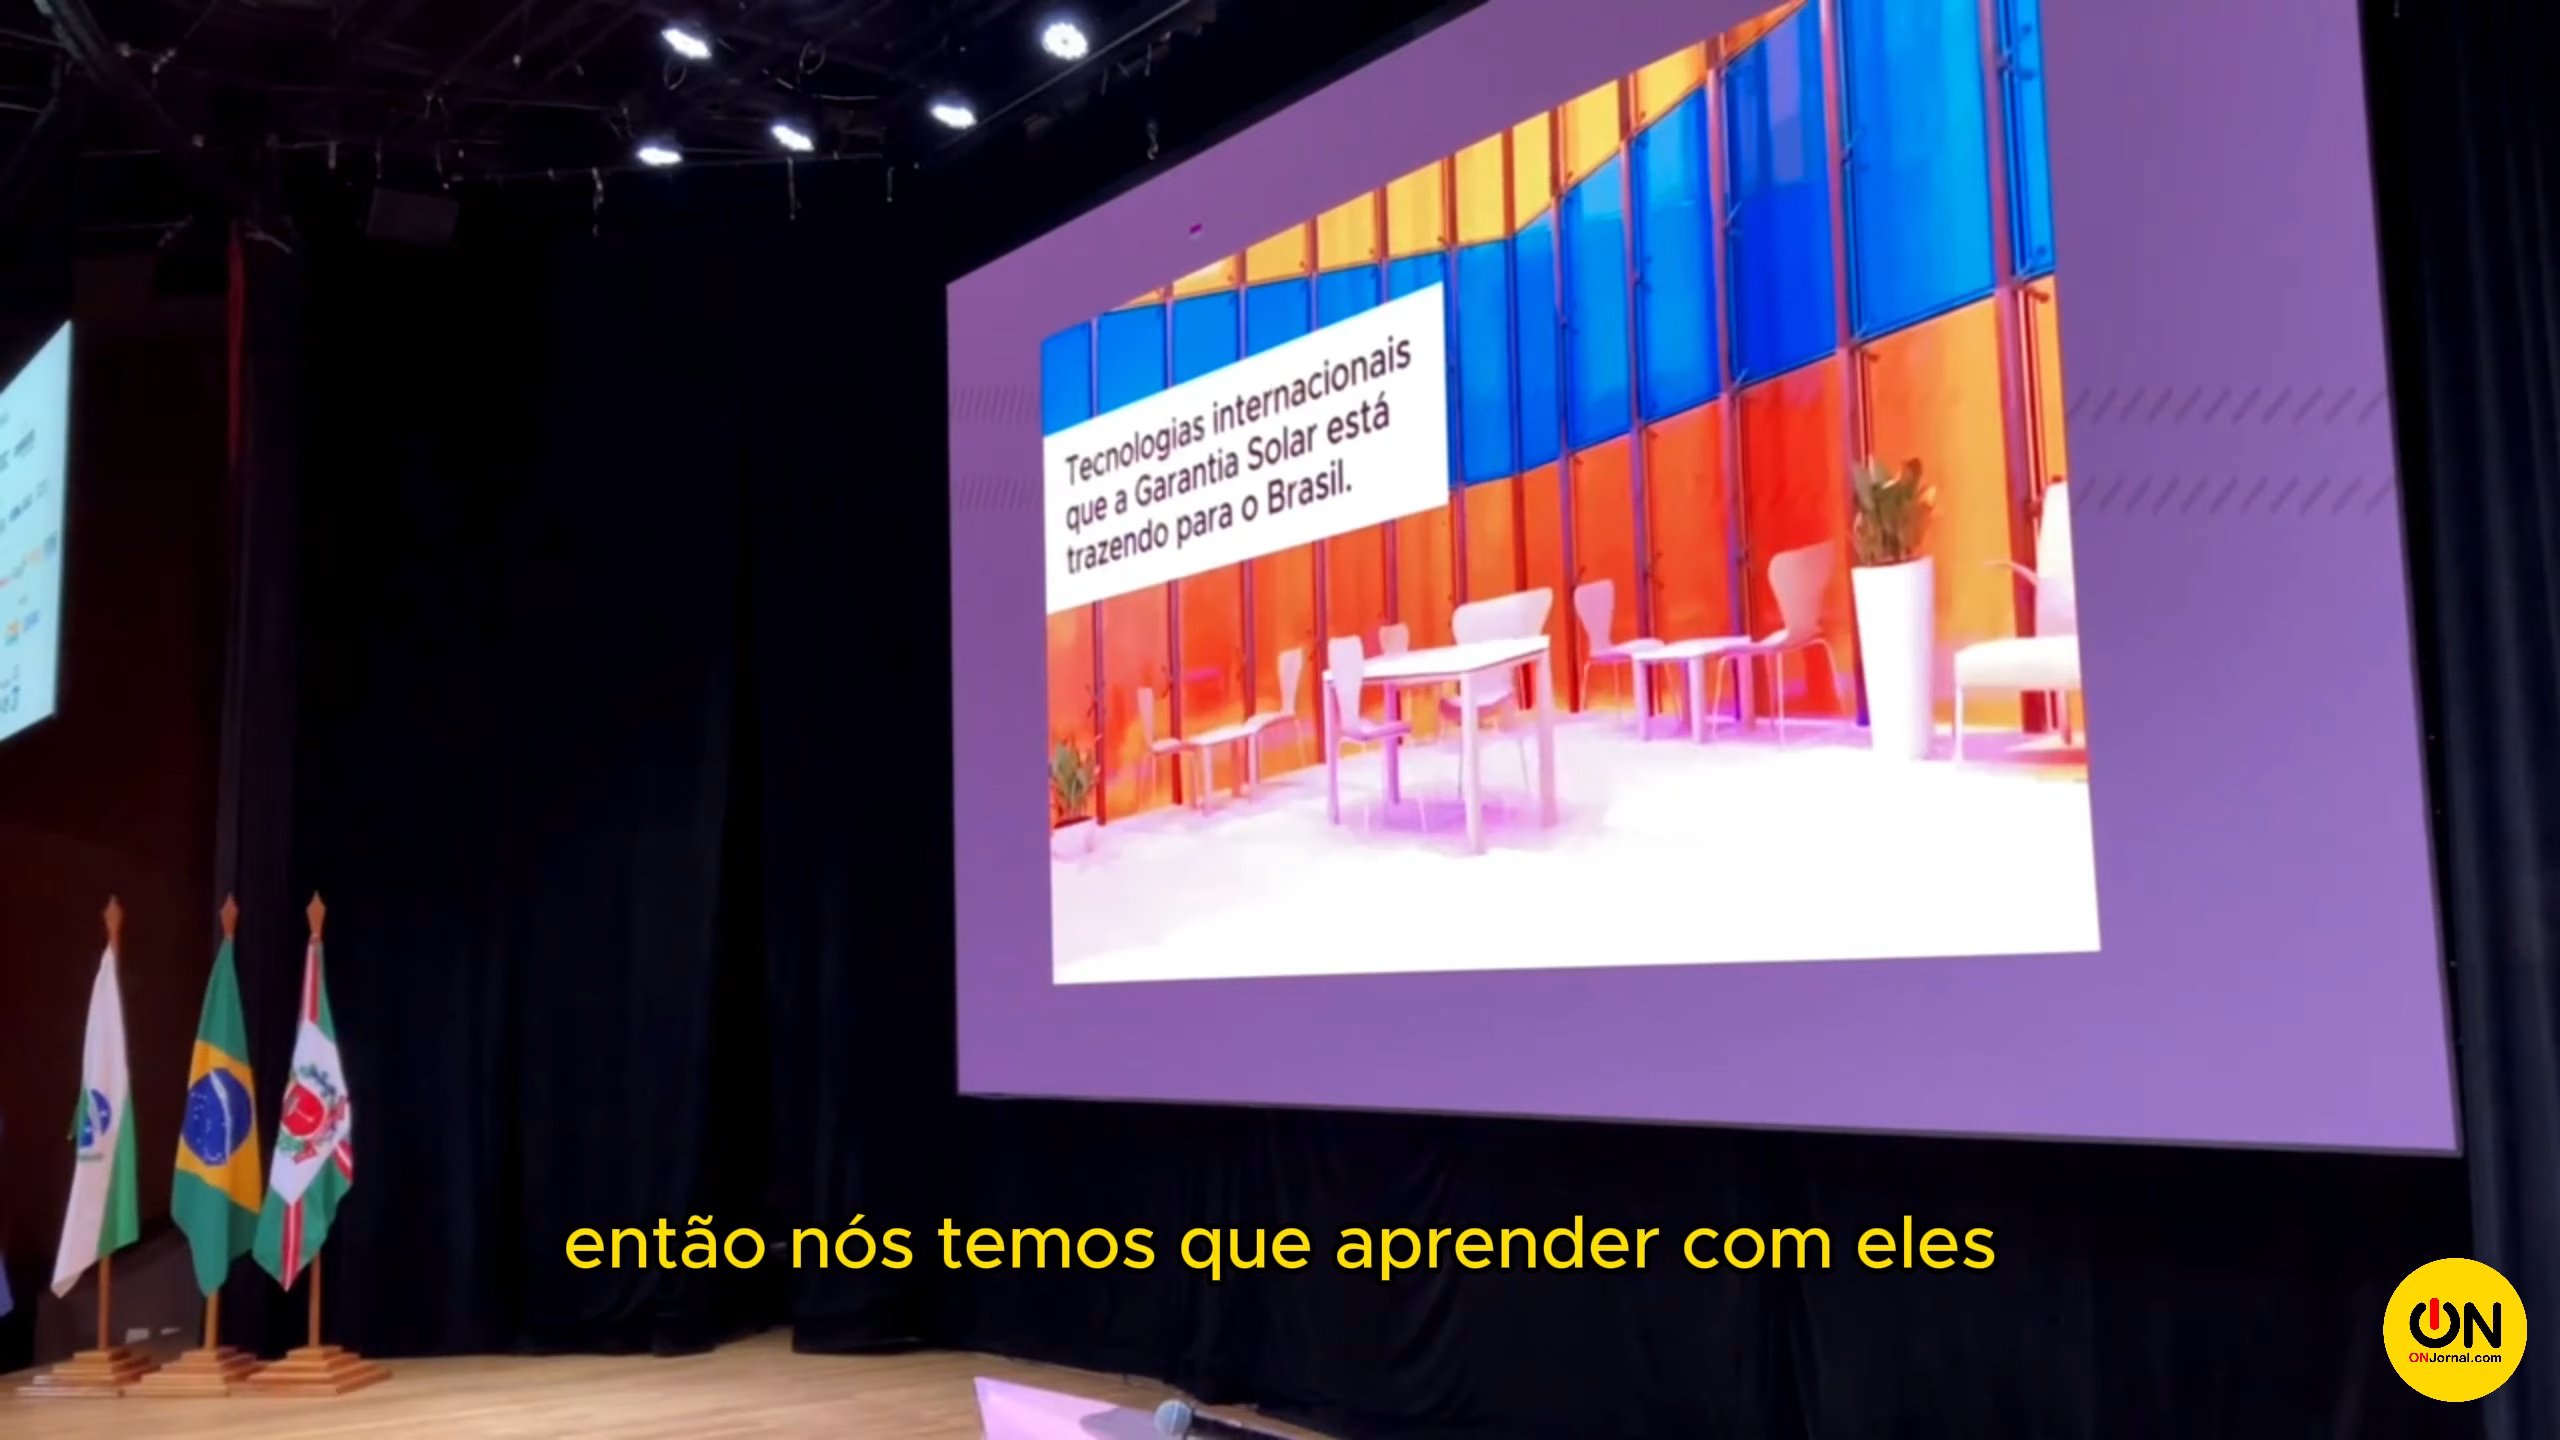 Tecnologias internacionais
que a Garantia Solar está
trazendo para o Brasil.
então nós temos que aprender com eles
ON
ONJornal.com